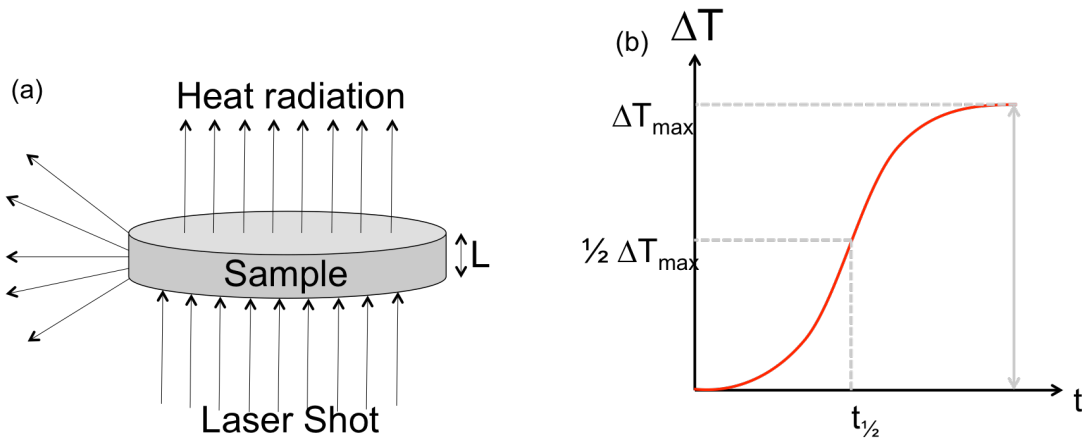 (a)
Heat radiation
Sample
L
Laser Shot
(b)
ΔT
ΔTmax
½ ΔTmax
t½
t